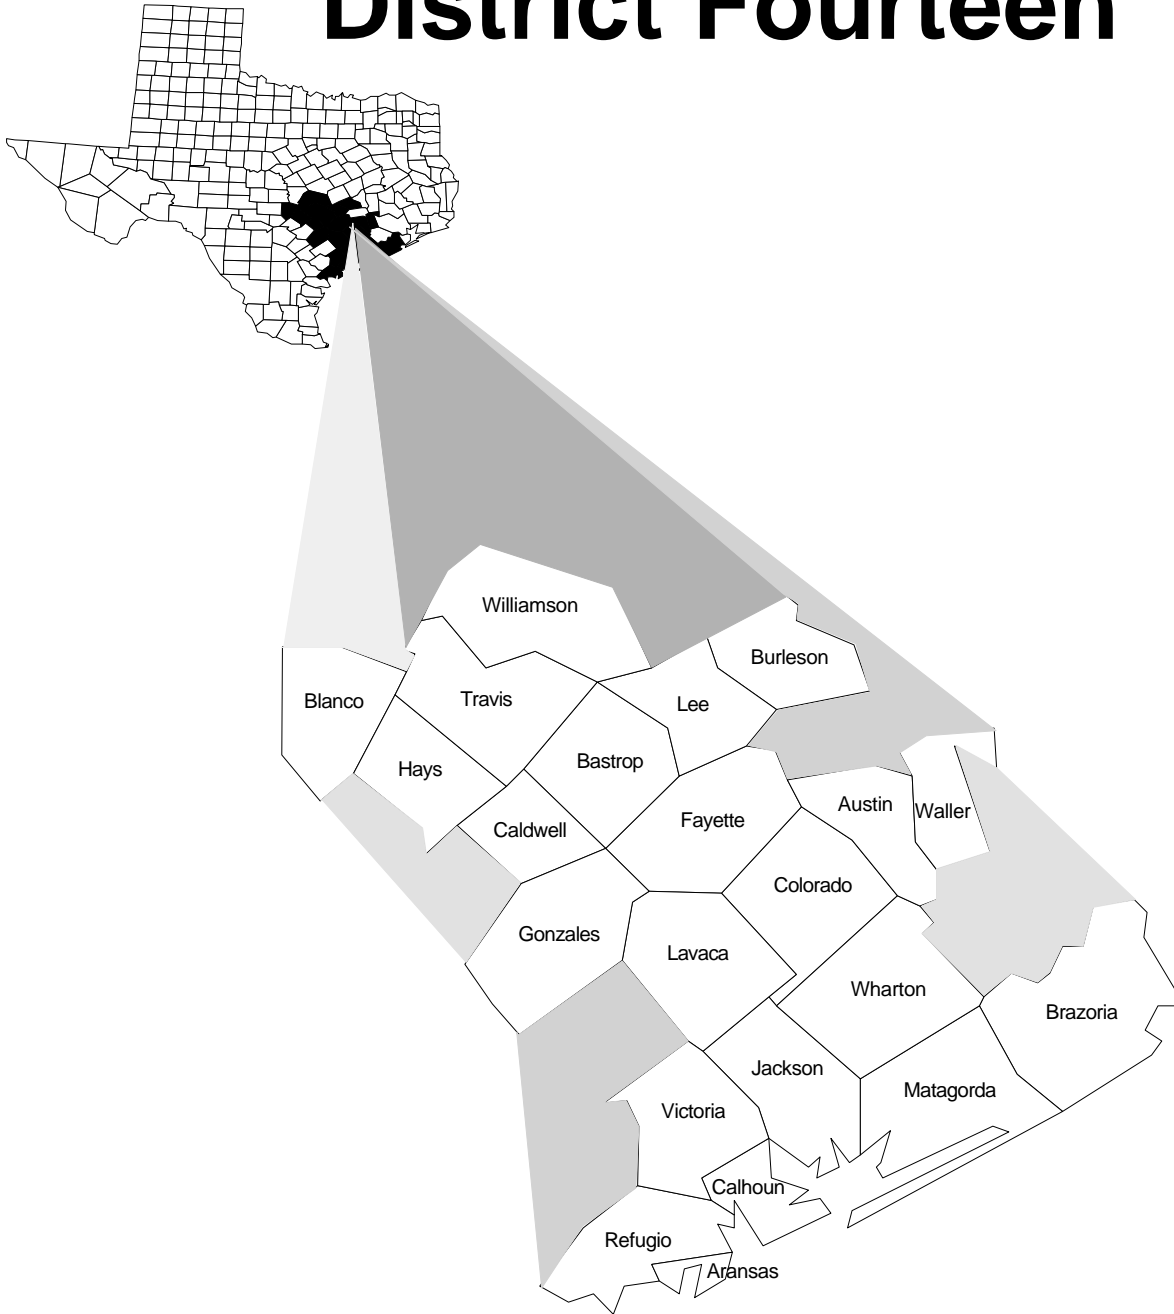 District Fourteen
Williamson
Burleson
Blanco
Travis
Lee
Hays
Bastrop
Austin
Waller
Caldwell
Fayette
Colorado
Gonzales
Lavaca
Wharton
Brazoria
Jackson
Matagorda
Victoria
Calhoun
Refugio
Aransas